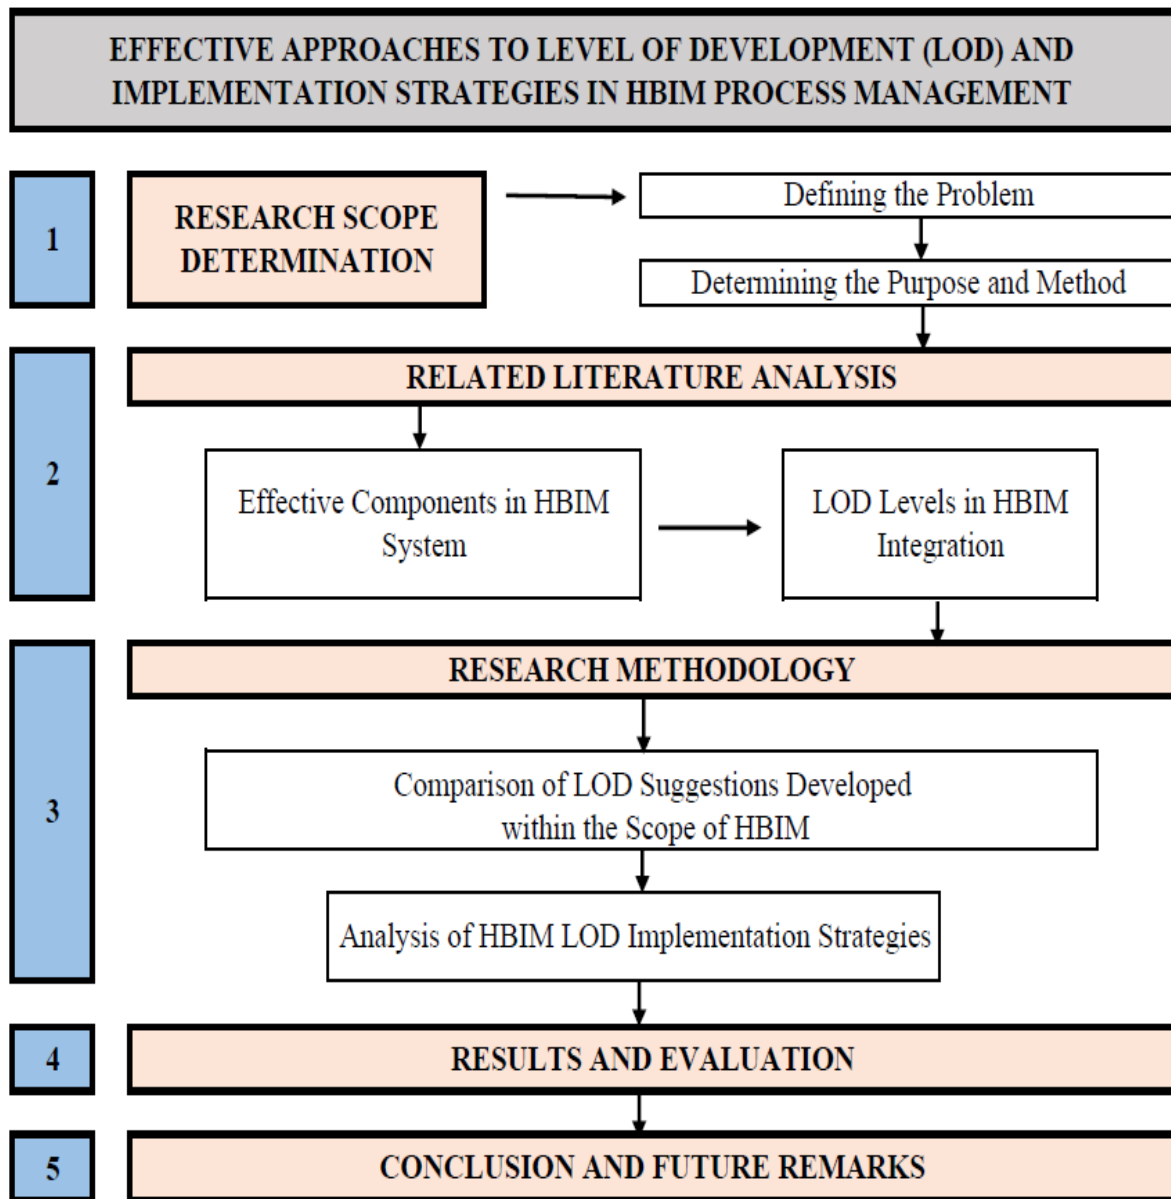 EFFECTIVE APPROACHES TO LEVEL OF DEVELOPMENT (LOD) AND
IMPLEMENTATION STRATEGIES IN HBIM PROCESS MANAGEMENT
1
RESEARCH SCOPE
DETERMINATION
Defining the Problem
Determining the Purpose and Method
2
RELATED LITERATURE ANALYSIS
Effective Components in HBIM
System
LOD Levels in HBIM
Integration
3
RESEARCH METHODOLOGY
Comparison of LOD Suggestions Developed
within the Scope of HBIM
Analysis of HBIM LOD Implementation Strategies
4
RESULTS AND EVALUATION
5
CONCLUSION AND FUTURE REMARKS